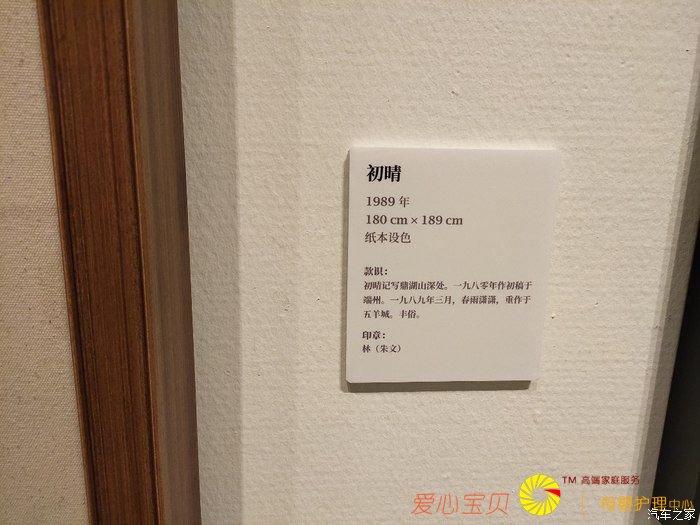 初晴
1989 年
180 cm × 189 cm
纸本设色
款识：
初晴记写鼎湖山深处。一九八零年作初稿于
端州。一九八九年三月，春雨潇潇，重作于
五羊城。丰俗。
印章：
林（朱文）
爱心宝贝
TM 高端家庭服务
母婴护理中心
汽车之家